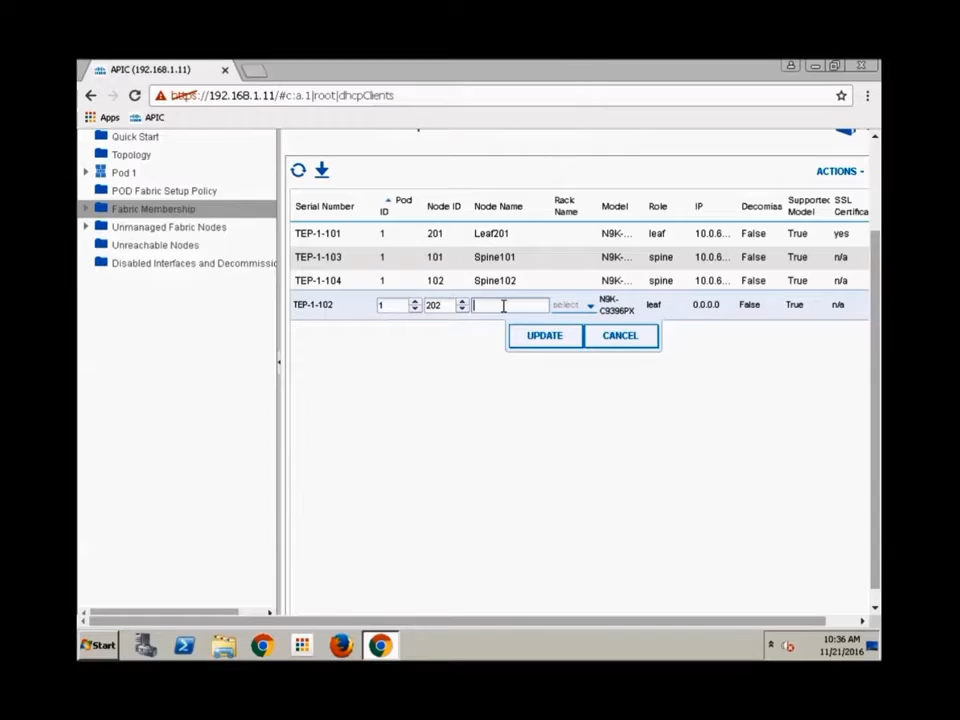 APIC (192.168.1.11)
https://192.168.1.11/#c:a.1|root|dhcpClients
Apps APIC
Quick Start
Topology
Pod 1
POD Fabric Setup Policy
Fabric Membership
Unmanaged Fabric Nodes
Unreachable Nodes
Disabled Interfaces and Decommissio
ACTIONS
Serial Number Pod ID Node ID Node Name Rack Name Model Role IP Decomiss Supported Model SSL Certifica
TEP-1-101 1 201 Leaf201 N9K-... leaf 10.0.6... False True yes
TEP-1-103 1 101 Spine101 N9K-... spine 10.0.6... False True n/a
TEP-1-104 1 102 Spine102 N9K-... spine 10.0.6... False True n/a
TEP-1-102 1 202 select N9K-C9396PX leaf 0.0.0.0 False True n/a
UPDATE CANCEL
Start
10:36 AM
11/21/2016